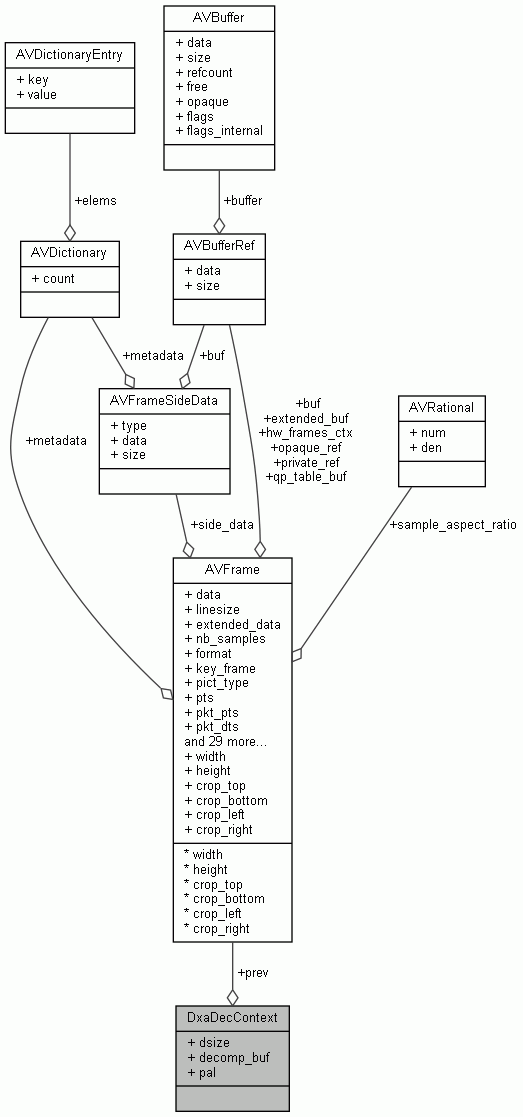 AVBuffer
+ data
+ size
+ refcount
+ free
+ opaque
+ flags
+ flags_internal
AVDictionaryEntry
+ key
+ value
+elems
+buffer
AVDictionary
+ count
AVBufferRef
+ data
+ size
+metadata
+buf
AVFrameSideData
+ type
+ data
+ size
+metadata
+buf
+extended_buf
+hw_frames_ctx
+opaque_ref
+private_ref
+qp_table_buf
AVRational
+ num
+ den
+side_data
+sample_aspect_ratio
AVFrame
+ data
+ linesize
+ extended_data
+ nb_samples
+ format
+ key_frame
+ pict_type
+ pts
+ pkt_pts
+ pkt_dts
and 29 more...
+ width
+ height
+ crop_top
+ crop_bottom
+ crop_left
+ crop_right
* width
* height
* crop_top
* crop_bottom
* crop_left
* crop_right
+prev
DxaDecContext
+ dsize
+ decomp_buf
+ pal